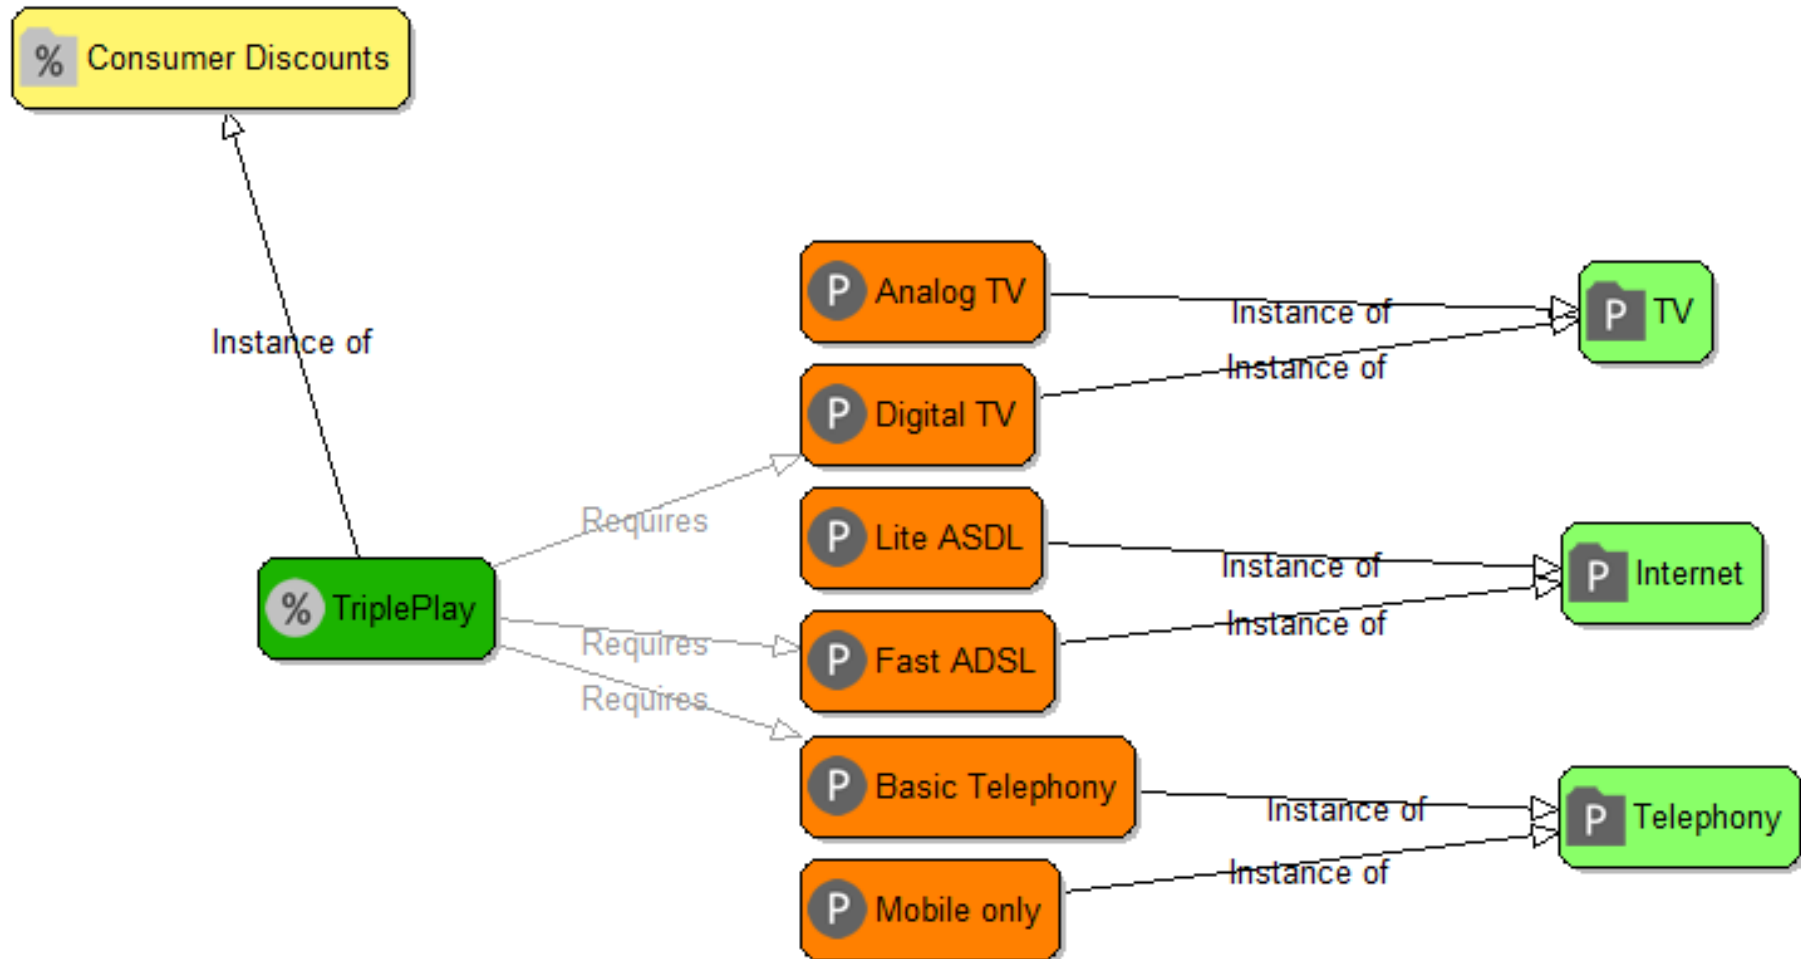 % Consumer Discounts
Instance of
P Analog TV
Instance of
P TV
P Digital TV
Instance of
Requires
P Lite ASDL
Instance of
P Internet
% TriplePlay
Requires
P Fast ADSL
Instance of
Requires
P Basic Telephony
Instance of
P Telephony
P Mobile only
Instance of